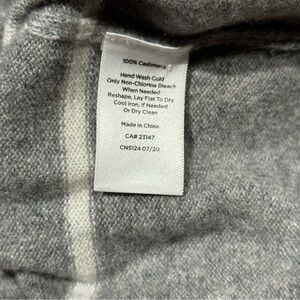 100% Cashmere
Hand Wash Cold
Only Non-Chlorine Bleach
When Needed
Reshape, Lay Flat To Dry
Cool Iron, If Needed
Or Dry Clean
Made in China
CA# 23147
CN5124 07/20